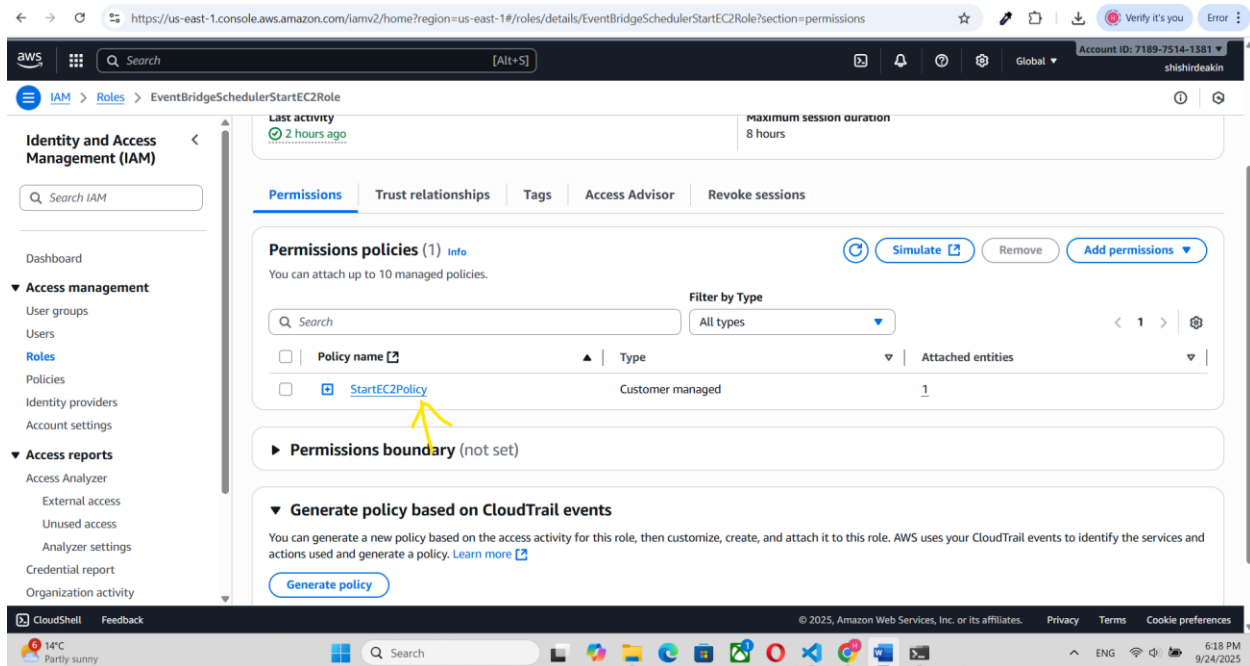 https://us-east-1.console.aws.amazon.com/iamv2/home?region=us-east-1#/roles/details/EventBridgeSchedulerStartEC2Role?section=permissions
Verify it's you
Error
aws
Search [Alt+S]
Global
Account ID: 7189-7514-1381
shishirdeakin
IAM > Roles > EventBridgeSchedulerStartEC2Role
Identity and Access
Management (IAM)
Search IAM
Dashboard
Access management
User groups
Users
Roles
Policies
Identity providers
Account settings
Access reports
Access Analyzer
External access
Unused access
Analyzer settings
Credential report
Organization activity
Last activity
2 hours ago
Maximum session duration
8 hours
Permissions
Trust relationships
Tags
Access Advisor
Revoke sessions
Permissions policies (1) Info
You can attach up to 10 managed policies.
Simulate
Remove
Add permissions
Filter by Type
Search
All types
1
Policy name
Type
Attached entities
StartEC2Policy
Customer managed
1
Permissions boundary (not set)
Generate policy based on CloudTrail events
You can generate a new policy based on the access activity for this role, then customize, create, and attach it to this role. AWS uses your CloudTrail events to identify the services and
actions used and generate a policy. Learn more
Generate policy
CloudShell
Feedback
© 2025, Amazon Web Services, Inc. or its affiliates.
Privacy
Terms
Cookie preferences
6
14°C
Partly sunny
Search
ENG
6:18 PM
9/24/2025